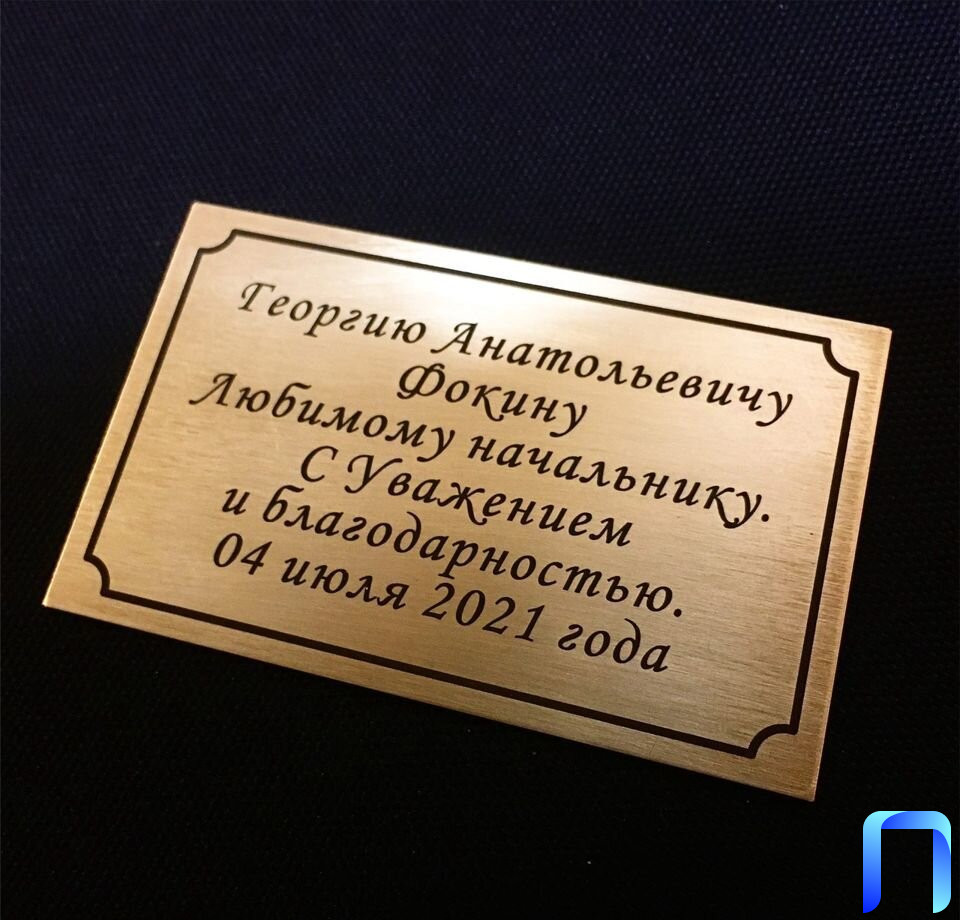 Георгию Анатольевичу
Фокину
Любимому начальнику.
С Уважением
и благодарностью.
04 июля 2021 года